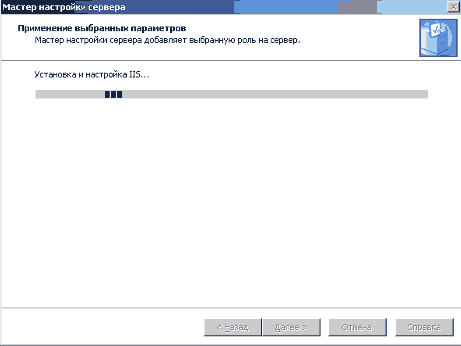 Мастер настройки сервера
Применение выбранных параметров
Мастер настройки сервера добавляет выбранную роль на сервер.
Установка и настройка IIS...
< Назад Далее > Отмена Справка